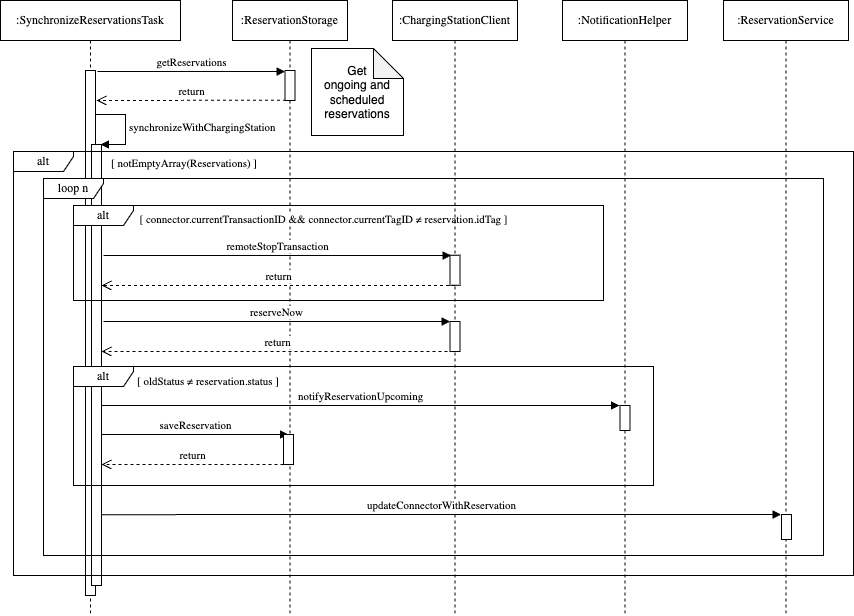 :SynchronizeReservationsTask
:ReservationStorage
:ChargingStationClient
:NotificationHelper
:ReservationService
getReservations
return
Get
ongoing and
scheduled
reservations
synchronizeWithChargingStation
alt
[ notEmptyArray(Reservations) ]
loop n
alt
[ connector.currentTransactionID && connector.currentTagID ≠ reservation.idTag ]
remoteStopTransaction
return
reserveNow
return
alt
[ oldStatus ≠ reservation.status ]
notifyReservationUpcoming
saveReservation
return
updateConnectorWithReservation